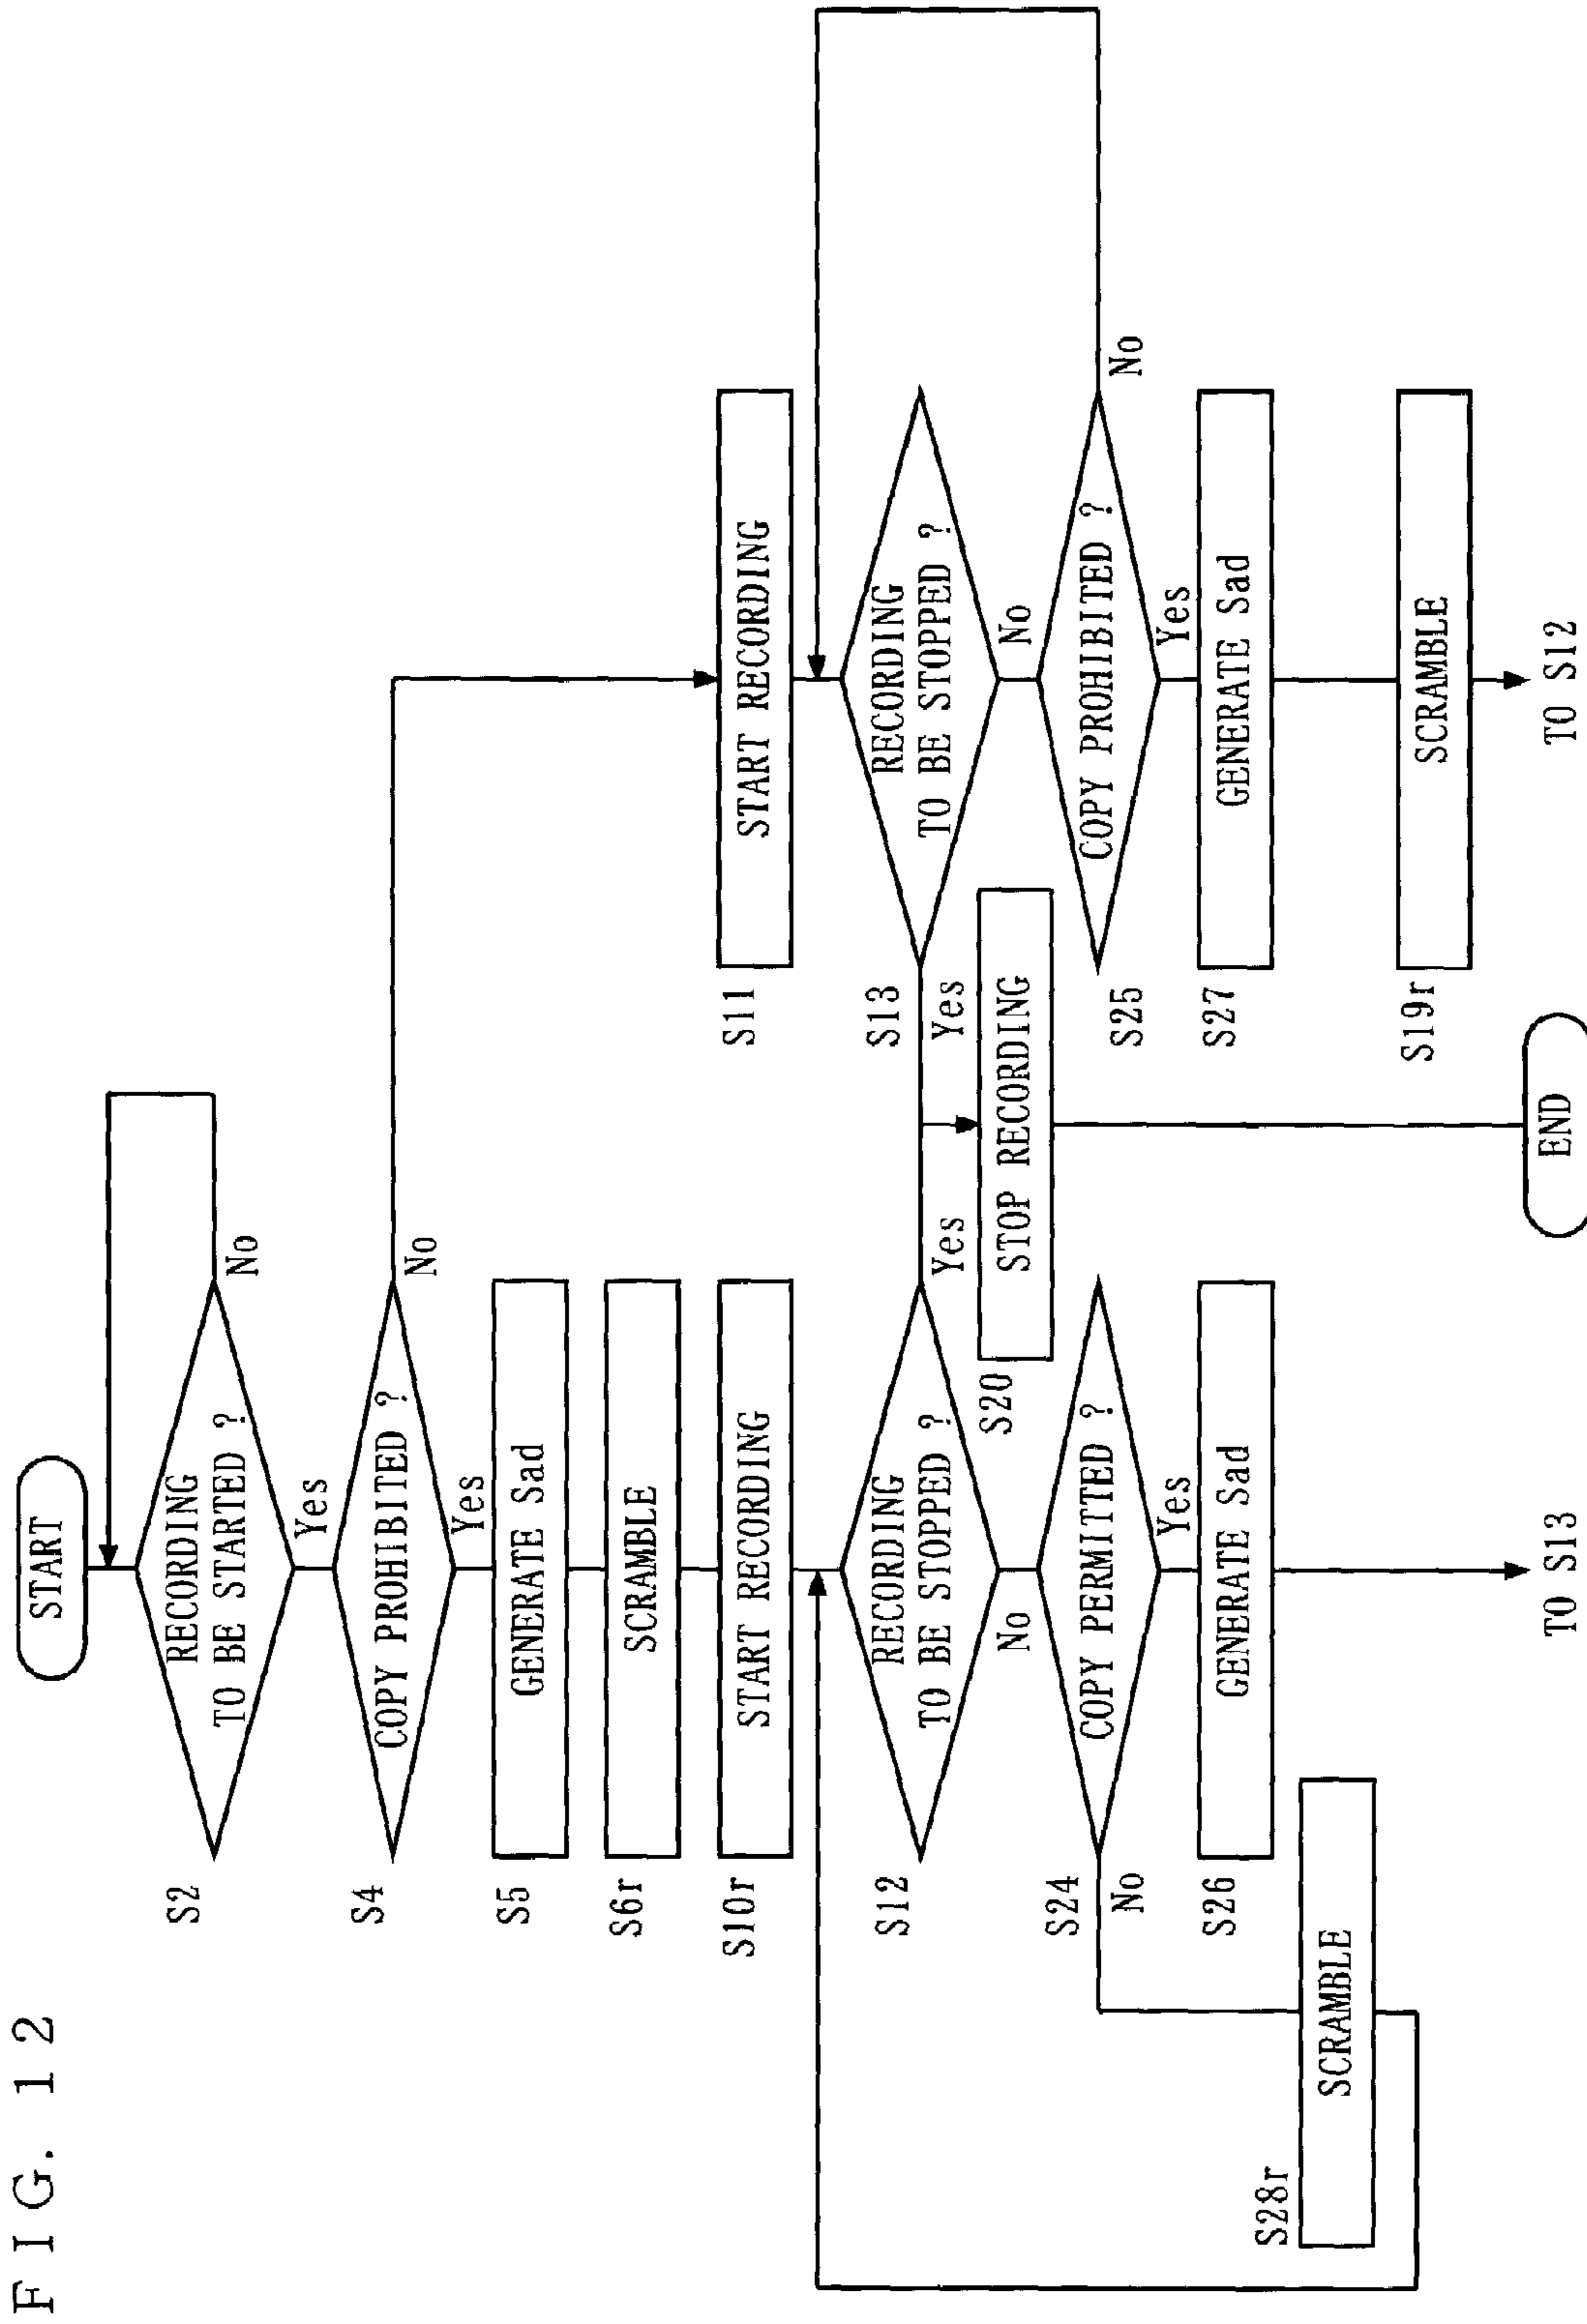 FIG. 12
START
S2
RECORDING
TO BE STARTED ?
No
Yes
S4
COPY PROHIBITED ?
No
Yes
S5
GENERATE Sad
S6r
SCRAMBLE
S10r
START RECORDING
S11
START RECORDING
S12
RECORDING
TO BE STOPPED ?
Yes
No
S13
RECORDING
TO BE STOPPED ?
Yes
No
S20
STOP RECORDING
S24
COPY PERMITTED ?
No
Yes
S25
COPY PROHIBITED ?
No
Yes
S26
GENERATE Sad
S27
GENERATE Sad
S28r
SCRAMBLE
S19r
SCRAMBLE
TO S13
END
TO S12